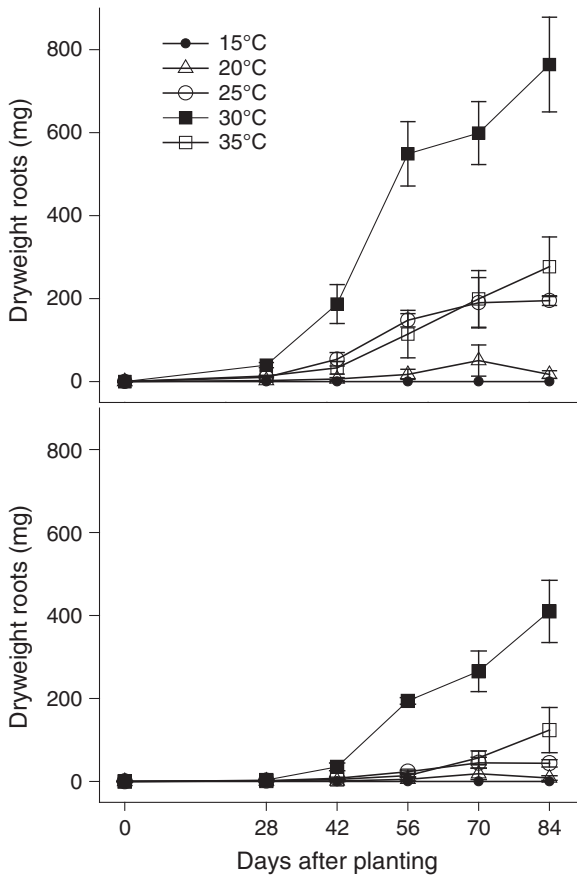 800
600
400
200
0
Dryweight roots (mg)
15°C
20°C
25°C
30°C
35°C
800
600
400
200
0
Dryweight roots (mg)
0 28 42 56 70 84
Days after planting